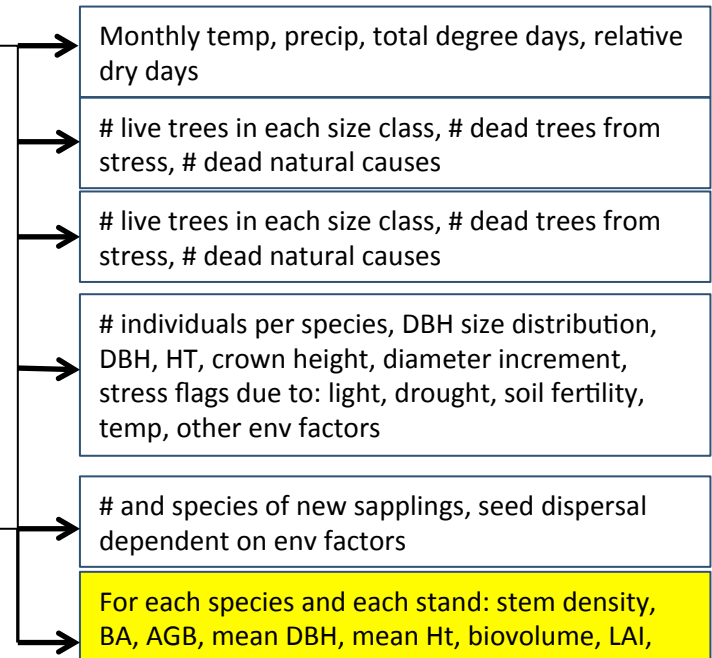 Monthly temp, precip, total degree days, relative
dry days
# live trees in each size class, # dead trees from
stress, # dead natural causes
# live trees in each size class, # dead trees from
stress, # dead natural causes
# individuals per species, DBH size distribution,
DBH, HT, crown height, diameter increment,
stress flags due to: light, drought, soil fertility,
temp, other env factors
# and species of new sapplings, seed dispersal
dependent on env factors
For each species and each stand: stem density,
BA, AGB, mean DBH, mean Ht, biovolume, LAI,